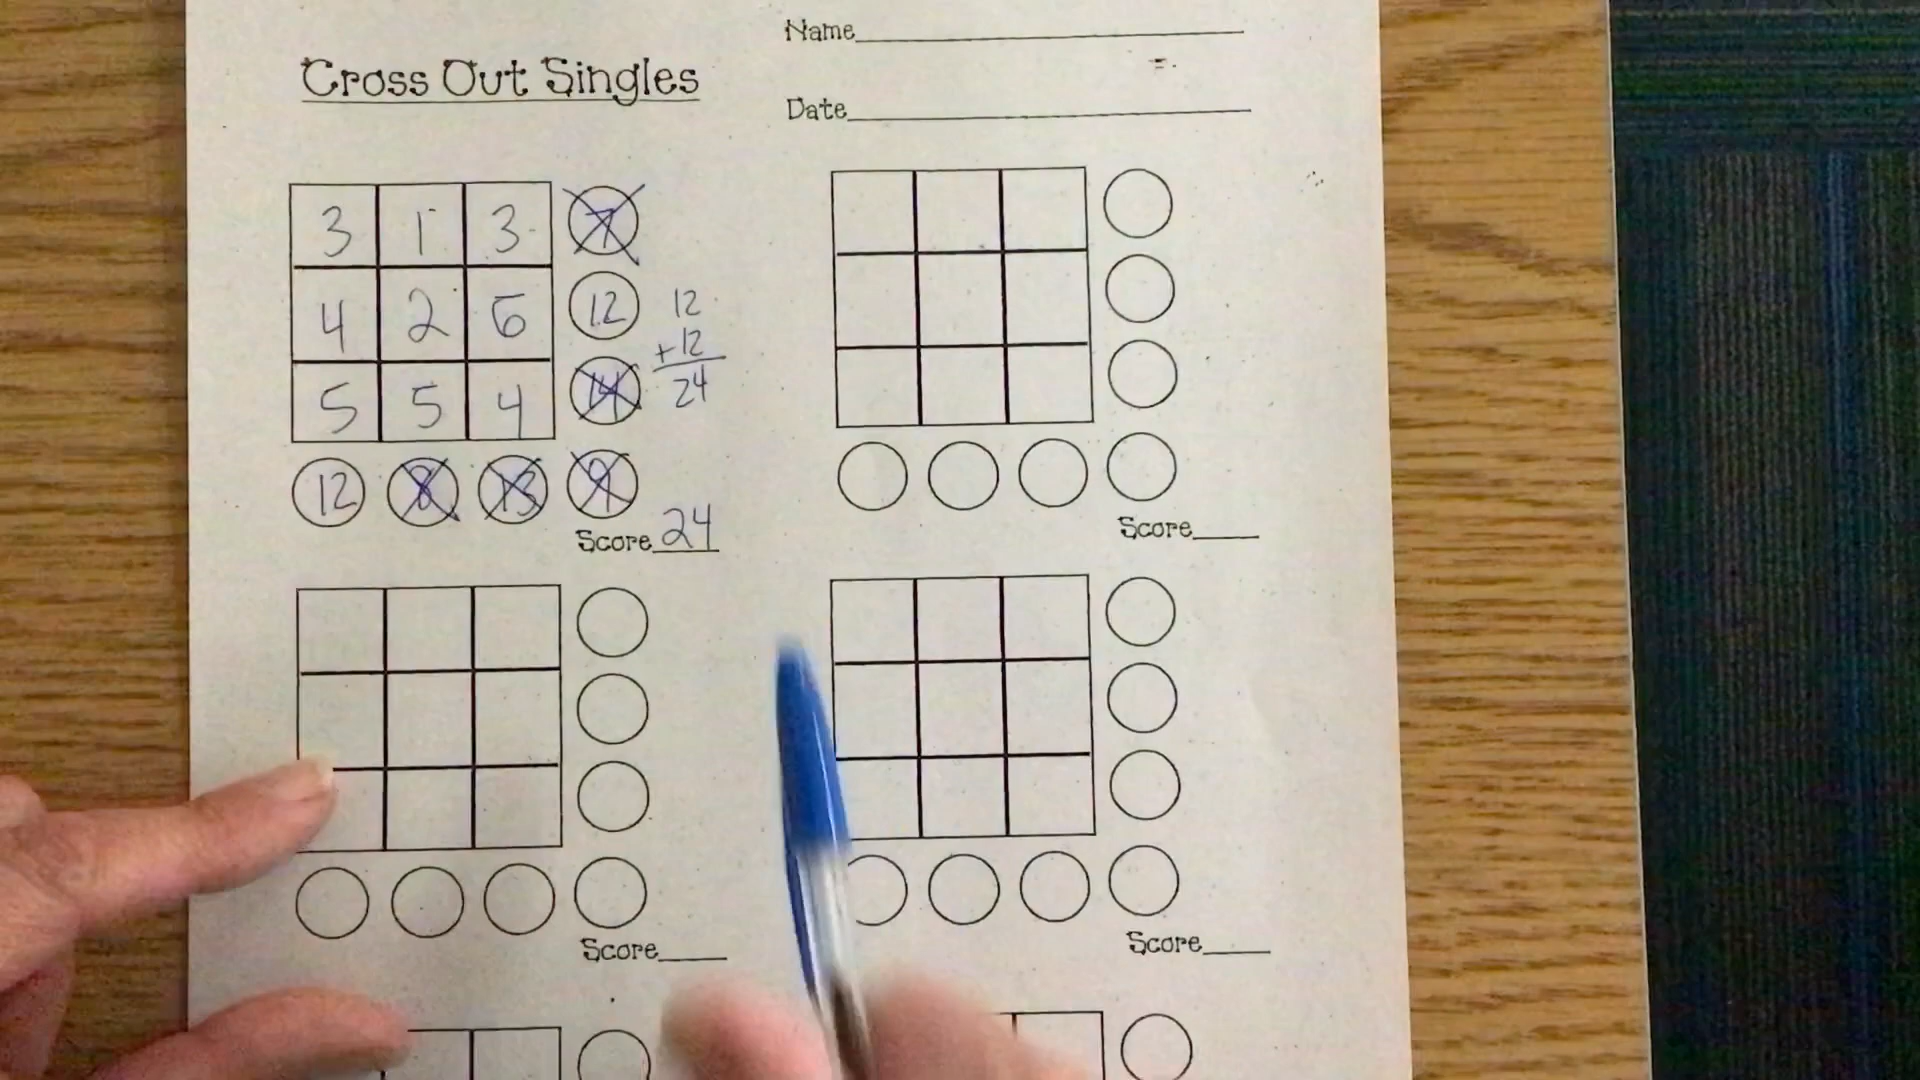 Name
Cross Out Singles
Date
3 1 3 7
4 2 6 12
5 5 4 14
12 8 13 9
12
+12
24
Score 24
Score
Score
Score